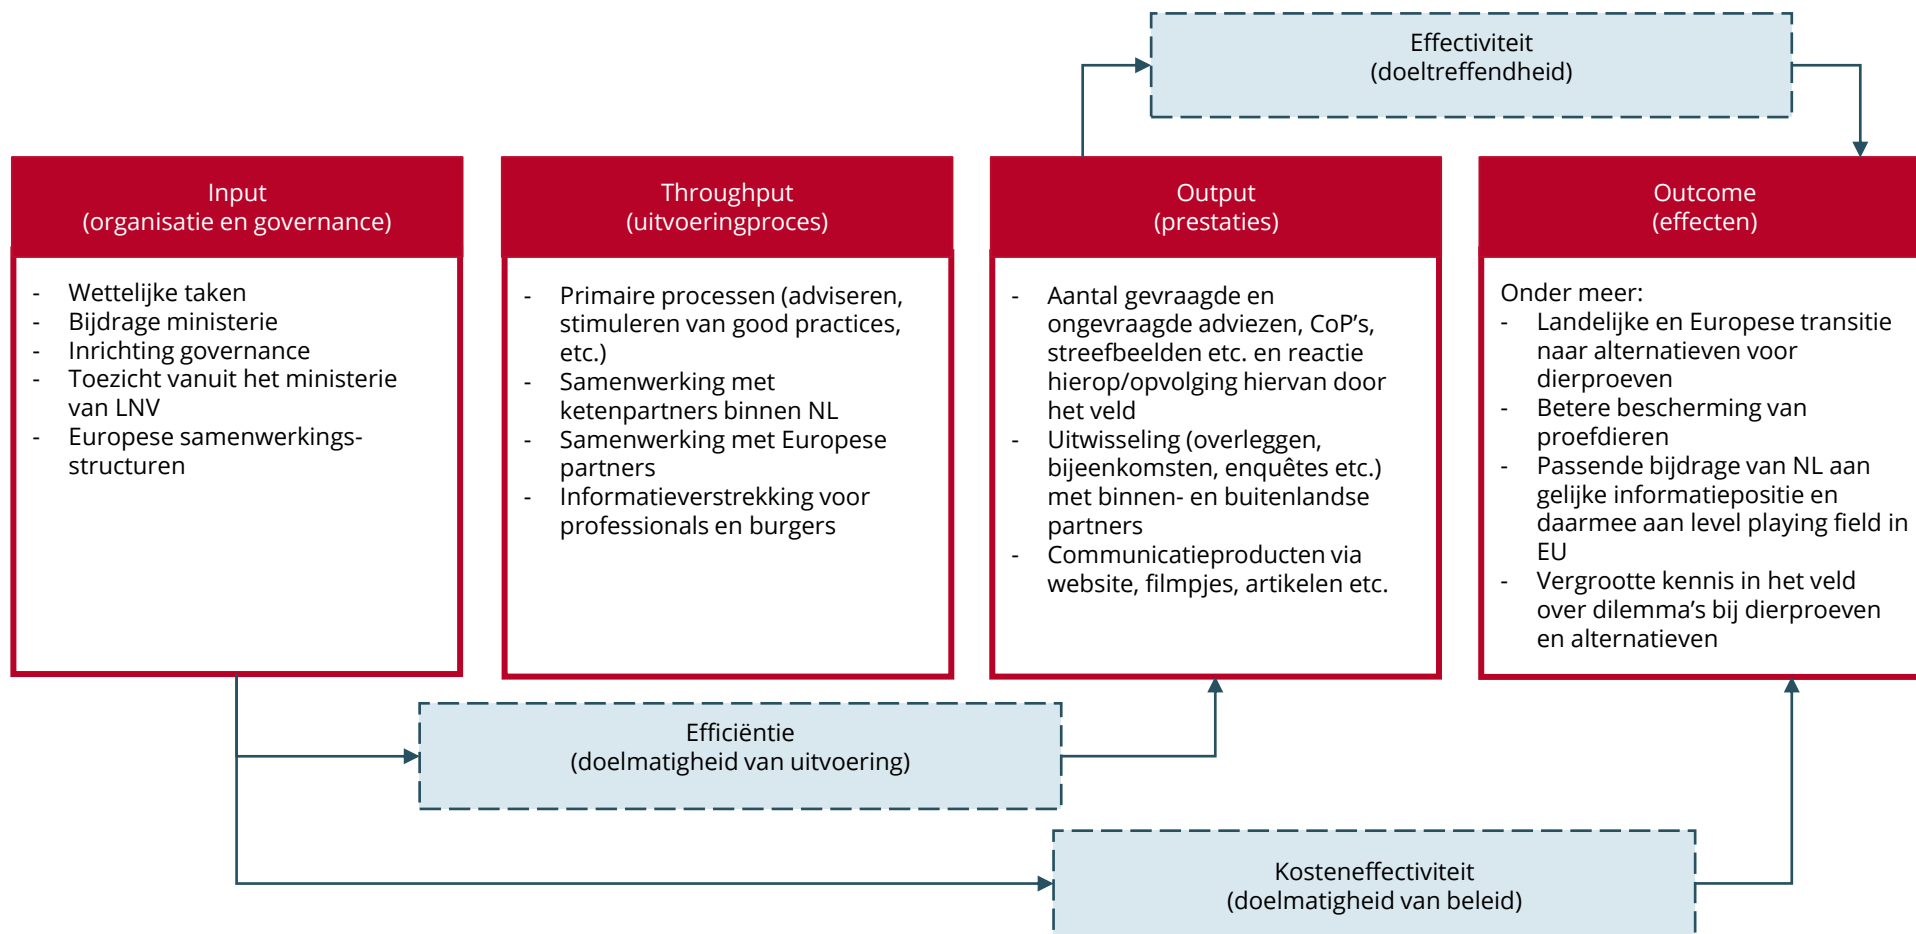 Effectiviteit
(doeltreffendheid)
Input
(organisatie en governance)
- Wettelijke taken
- Bijdrage ministerie
- Inrichting governance
- Toezicht vanuit het ministerie
van LNV
- Europese samenwerkings-
structuren
Throughput
(uitvoeringproces)
- Primaire processen (adviseren,
stimuleren van good practices,
etc.)
- Samenwerking met
ketenpartners binnen NL
- Samenwerking met Europese
partners
- Informatieverstrekking voor
professionals en burgers
Output
(prestaties)
- Aantal gevraagde en
ongevraagde adviezen, CoP's,
streefbeelden etc. en reactie
hierop/opvolging hiervan door
het veld
- Uitwisseling (overleggen,
bijeenkomsten, enquêtes etc.)
met binnen- en buitenlandse
partners
- Communicatieproducten via
website, filmpjes, artikelen etc.
Outcome
(effecten)
Onder meer:
- Landelijke en Europese transitie
naar alternatieven voor
dierproeven
- Betere bescherming van
proefdieren
- Passende bijdrage van NL aan
gelijke informatiepositie en
daarmee aan level playing field in
EU
- Vergrootte kennis in het veld
over dilemma's bij dierproeven
en alternatieven
Efficiëntie
(doelmatigheid van uitvoering)
Kosteneffectiviteit
(doelmatigheid van beleid)